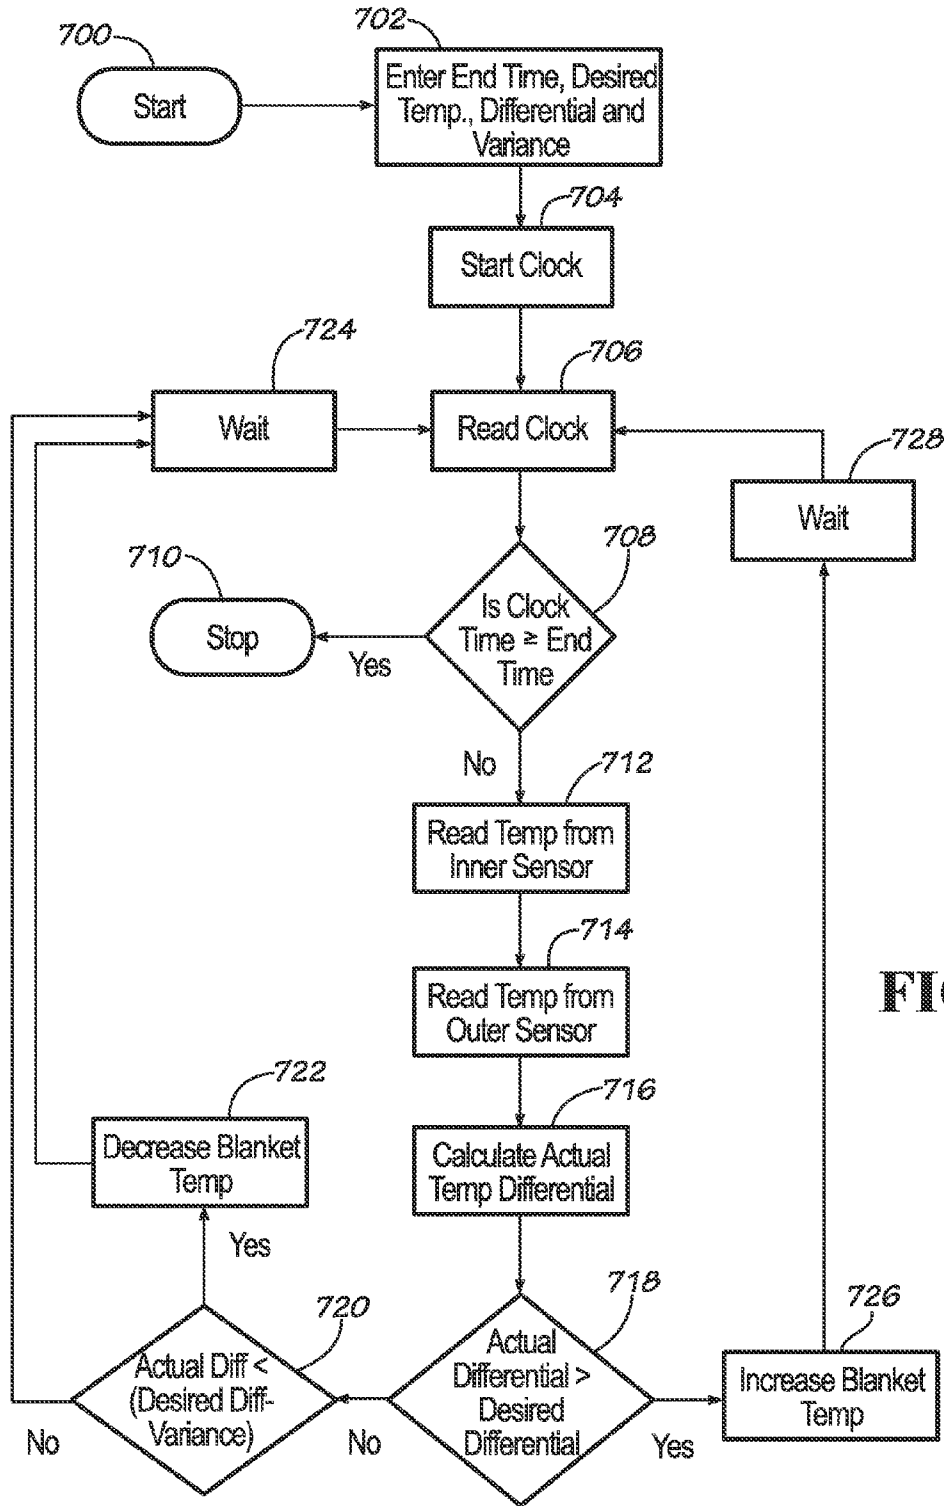 700
Start
702
Enter End Time, Desired
Temp., Differential and
Variance
704
Start Clock
724
Wait
706
Read Clock
728
Wait
710
Stop
708
Is Clock
Time ≥ End
Time
Yes
No
712
Read Temp from
Inner Sensor
714
Read Temp from
Outer Sensor
FI
722
Decrease Blanket
Temp
716
Calculate Actual
Temp Differential
Yes
720
Actual Diff <
(Desired Diff-
Variance)
No
718
Actual
Differential >
Desired
Differential
No
Yes
726
Increase Blanket
Temp